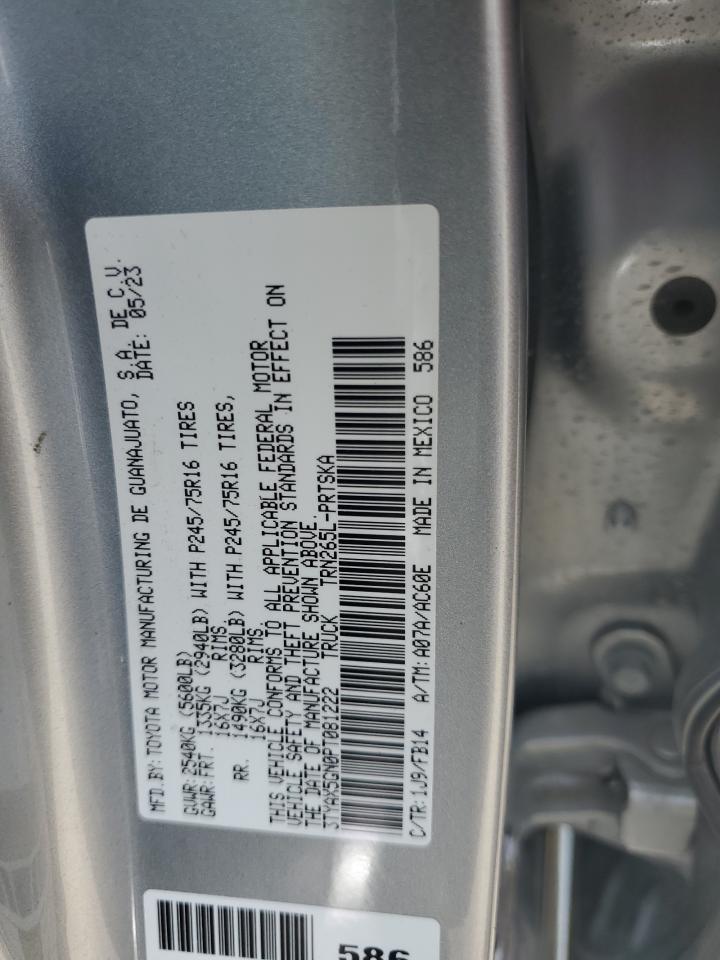 MFD.BY:TOYOTA MOTOR MANUFACTURING DE GUANAJUATO, S.A. DE C.V.
DATE: 05/23
GVWR:2540KG (5600LB)
GAWR:FRT. 1335KG (2940LB) WITH P245/75R16 TIRES
16X7J RIMS
RR. 1490KG (3280LB) WITH P245/75R16 TIRES,
16X7J RIMS
THIS VEHICLE CONFORMS TO ALL APPLICABLE FEDERAL MOTOR
VEHICLE SAFETY AND THEFT PREVENTION STANDARDS IN EFFECT ON
THE DATE OF MANUFACTURE SHOWN ABOVE.
3TYAX5GN0PT081222 TRUCK TRN265L-PRTSKA
C/TR:1J9/FB14 A/TM:A07A/AC60E MADE IN MEXICO 586
586